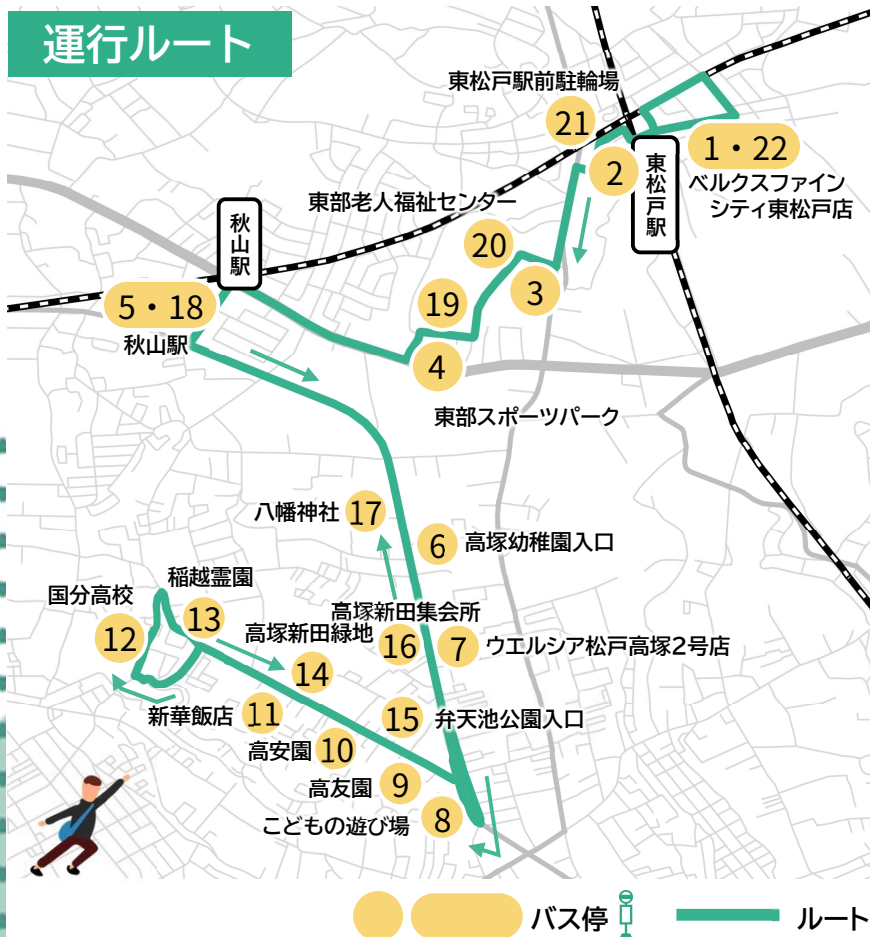 運行ルート
東松戸駅前駐輪場
21
1・22
2
東松戸駅
ベルクスファイン
シティ東松戸店
東部老人福祉センター
秋山駅
20
3
5・18
19
秋山駅
4
東部スポーツパーク
八幡神社
17
6
高塚幼稚園入口
稲越霊園
国分高校
13
高塚新田集会所
12
高塚新田緑地
16
7
ウエルシア松戸高塚2号店
14
新華飯店
11
15
弁天池公園入口
高安園
10
高友園
9
こどもの遊び場
8
バス停
ルート